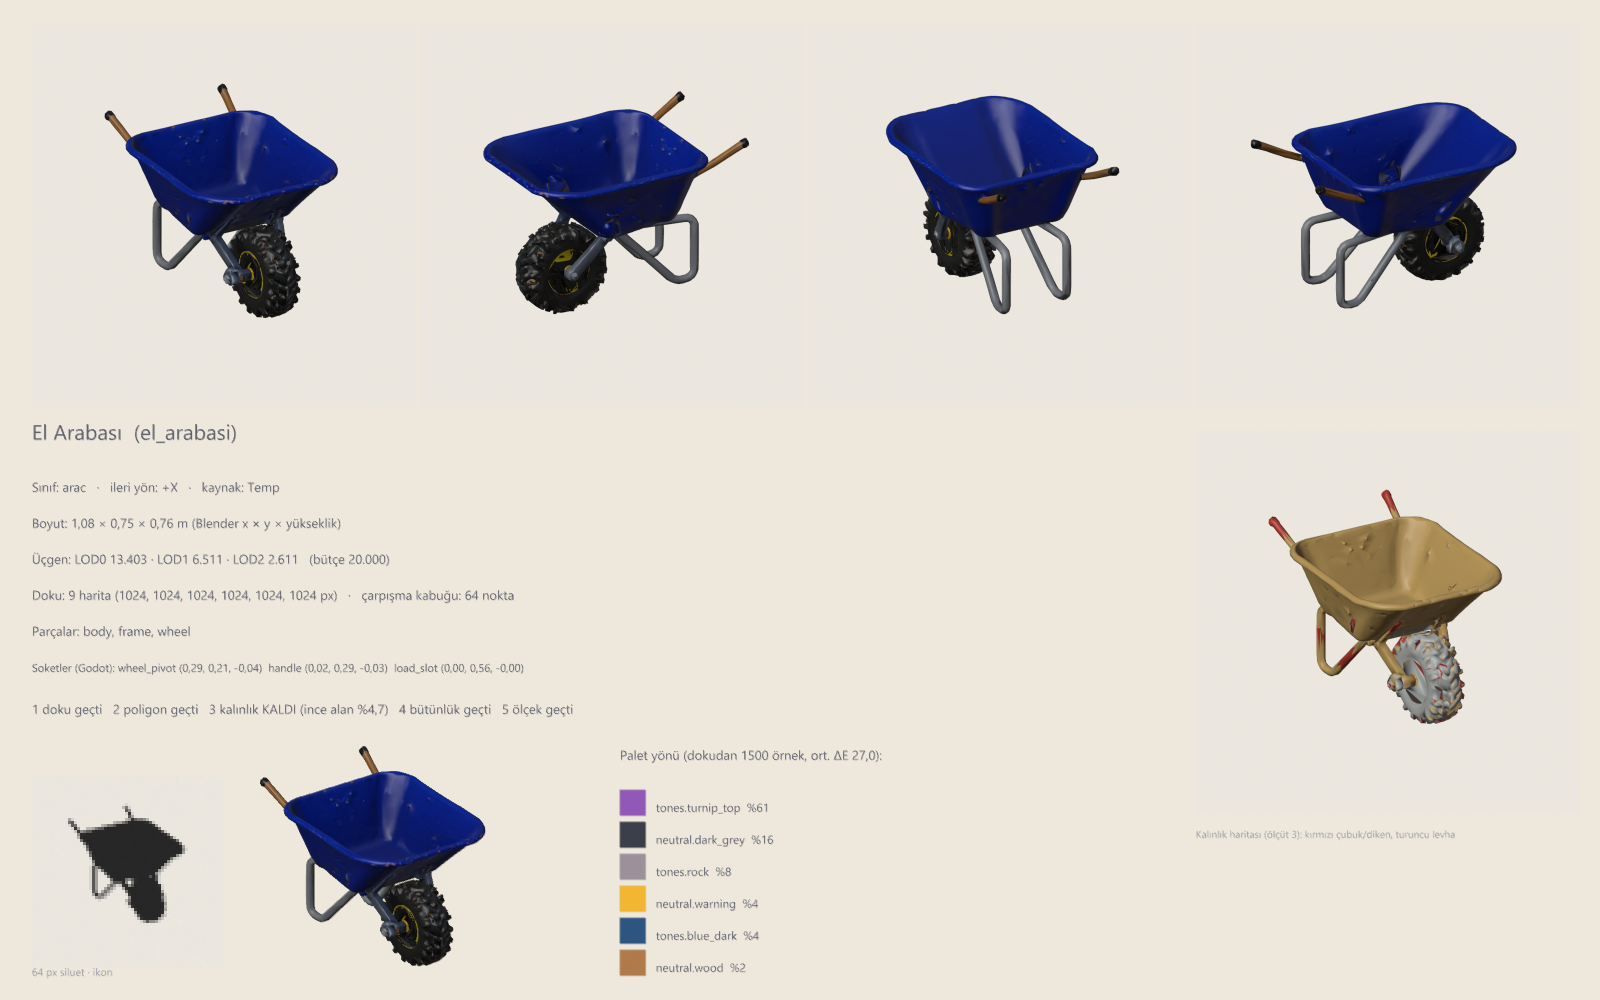 El Arabası (el_arabasi)
Sınıf: arac · ileri yön: +X · kaynak: Temp
Boyut: 1,08 × 0,75 × 0,76 m (Blender x × y × yükseklik)
Üçgen: LOD0 13.403 · LOD1 6.511 · LOD2 2.611 (bütçe 20.000)
Doku: 9 harita (1024, 1024, 1024, 1024, 1024, 1024 px) · çarpışma kabuğu: 64 nokta
Parçalar: body, frame, wheel
Soketler (Godot): wheel_pivot (0,29, 0,21, -0,04) handle (0,02, 0,29, -0,03) load_slot (0,00, 0,56, -0,00)
1 doku geçti 2 poligon geçti 3 kalınlık KALDI (ince alan %4,7) 4 bütünlük geçti 5 ölçek geçti
64 px siluet · ikon
Palet yönü (dokudan 1500 örnek, ort. ΔE 27,0):
tones.turnip_top %61
neutral.dark_grey %16
tones.rock %8
neutral.warning %4
tones.blue_dark %4
neutral.wood %2
Kalınlık haritası (ölçüt 3): kırmızı çubuk/diken, turuncu levha